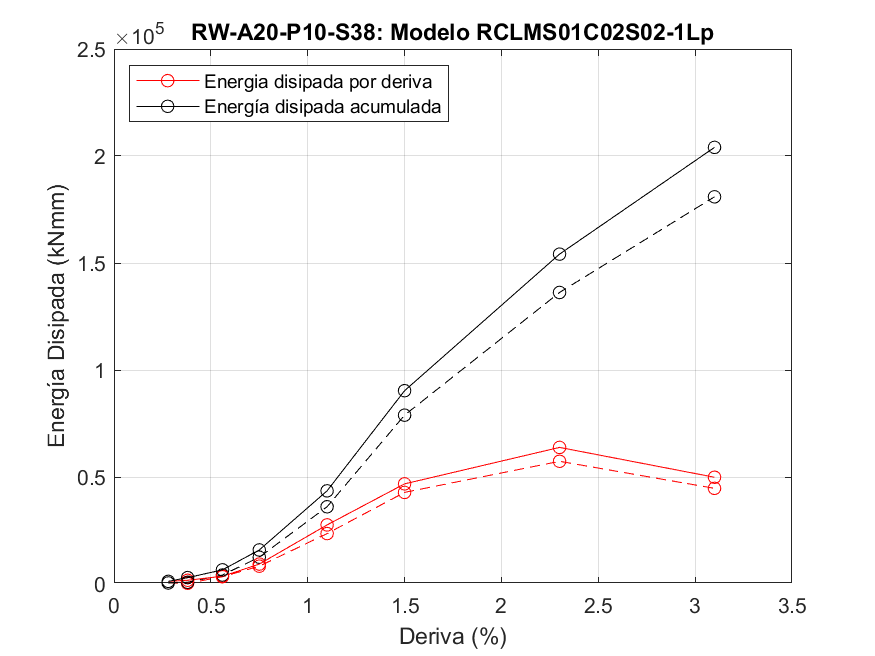 RW-A20-P10-S38: Modelo RCLMS01C02S02-1Lp
×10⁵
Energia disipada por deriva
Energía disipada acumulada
2.5
2
1.5
1
0.5
0
Energía Disipada (kNmm)
0 0.5 1 1.5 2 2.5 3 3.5
Deriva (%)